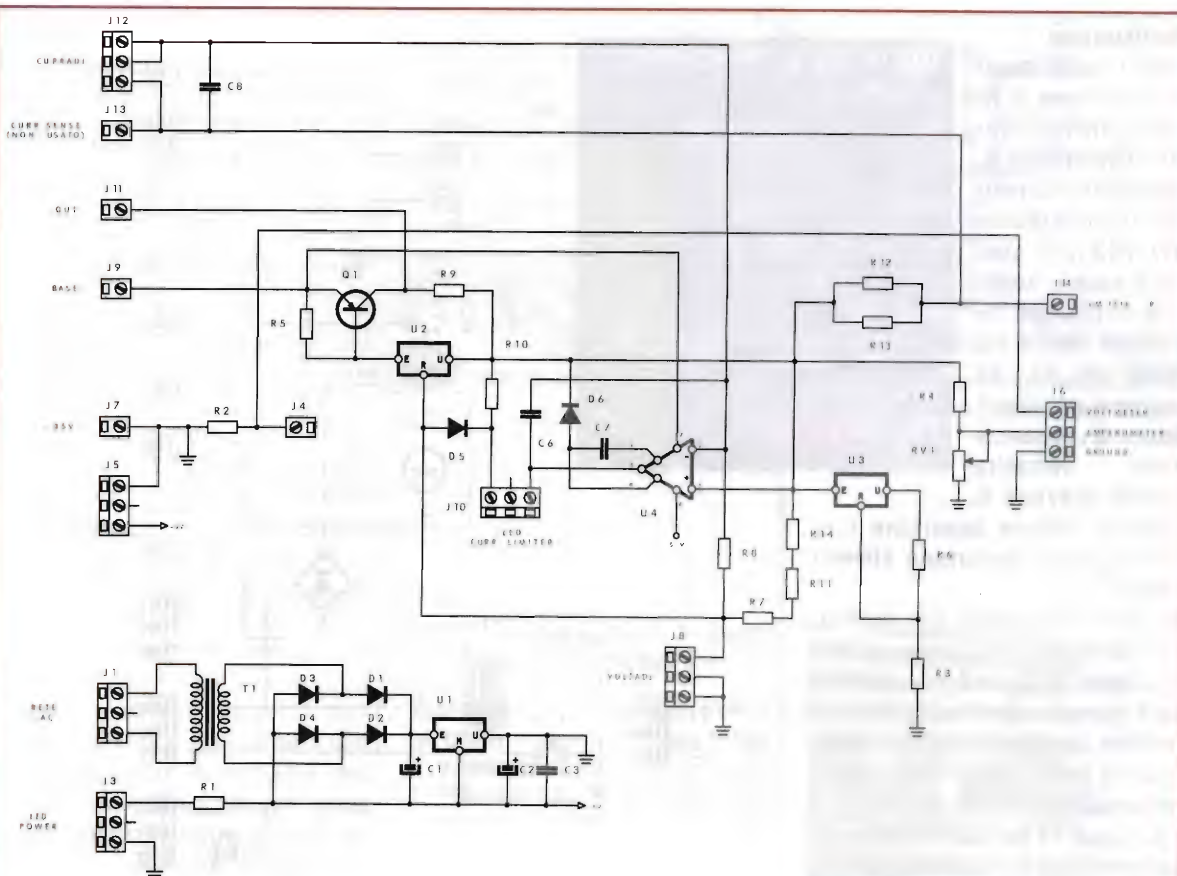 J12
C8
J13
CURR SENSE
(NON USATO)
J11
OUT
J9
BASE
Q1
R9
R5
U2
E
U
R
R10
R12
R13
J7
R2
J4
J5
D5
D6
C6
C7
J10
LED
CURR LIMITER
U4
R4
J6
VOLTMETER
AMPEROMETER
GROUND
RV1
U3
E
U
R
R8
R14
R11
R6
R7
R3
J8
VOLTAGE
J1
RETE
AC
T1
D3
D1
D4
D2
U1
E
M
U
+
C1
+
C2
C3
J3
LED
POWER
R1